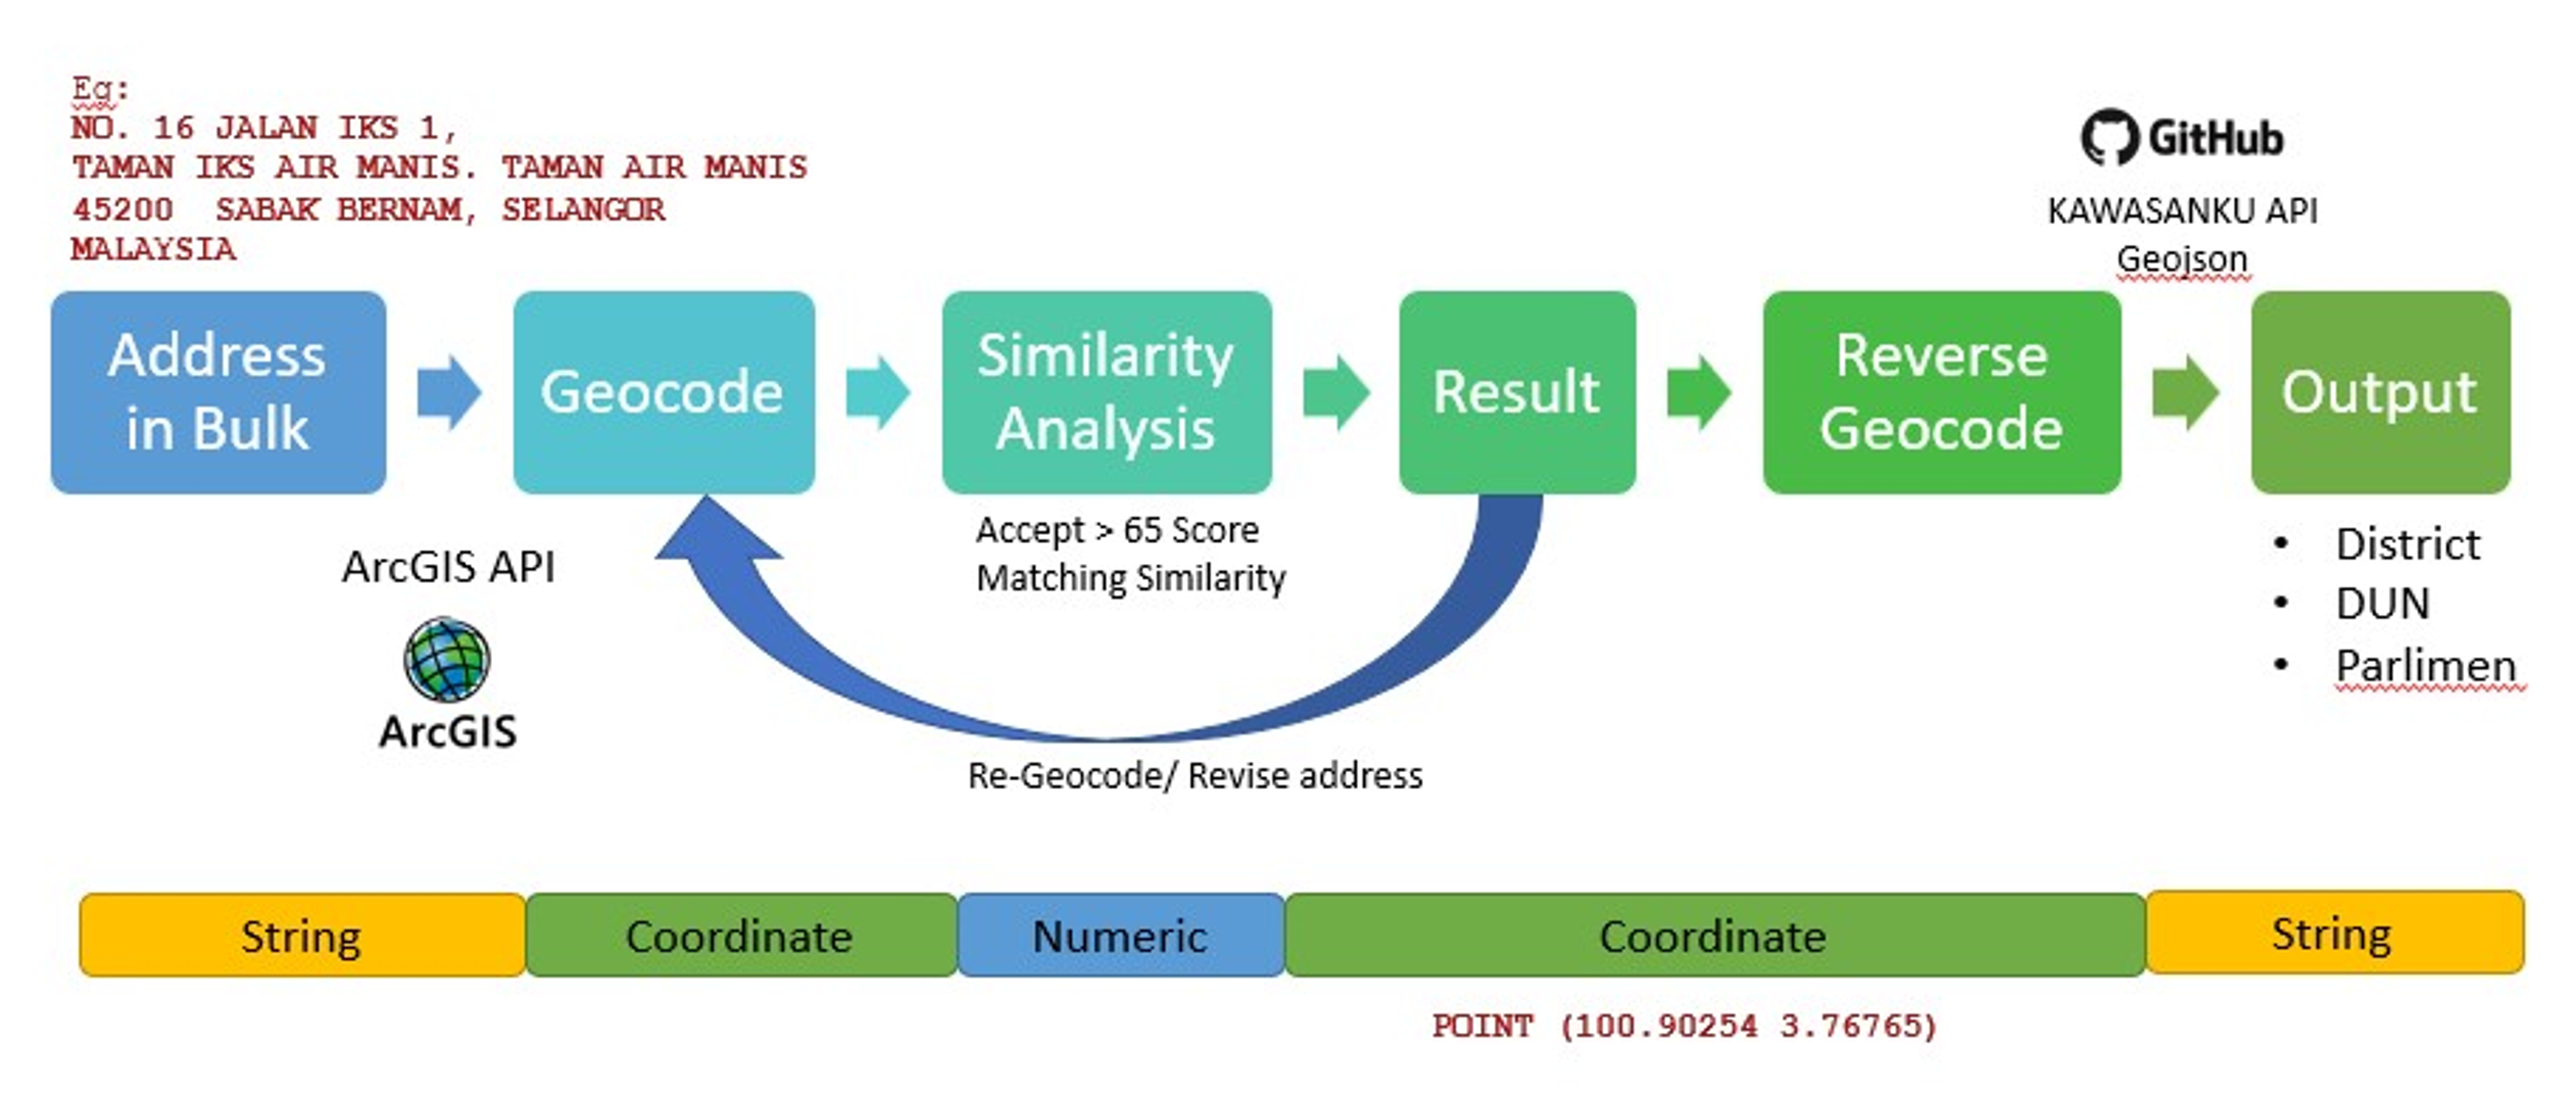 Eg:
NO. 16 JALAN IKS 1,
TAMAN IKS AIR MANIS. TAMAN AIR MANIS
45200 SABAK BERNAM, SELANGOR
MALAYSIA
GitHub
KAWASANKU API
Geojson
Address
in Bulk
Geocode
Similarity
Analysis
Result
Reverse
Geocode
Output
ArcGIS API
ArcGIS
Accept > 65 Score
Matching Similarity
Re-Geocode/ Revise address
• District
• DUN
• Parlimen
String
Coordinate
Numeric
Coordinate
String
POINT (100.90254 3.76765)